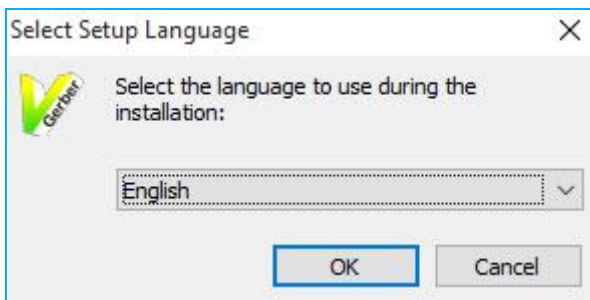 Select Setup Language
Gerber
Select the language to use during the
installation:
English
OK
Cancel